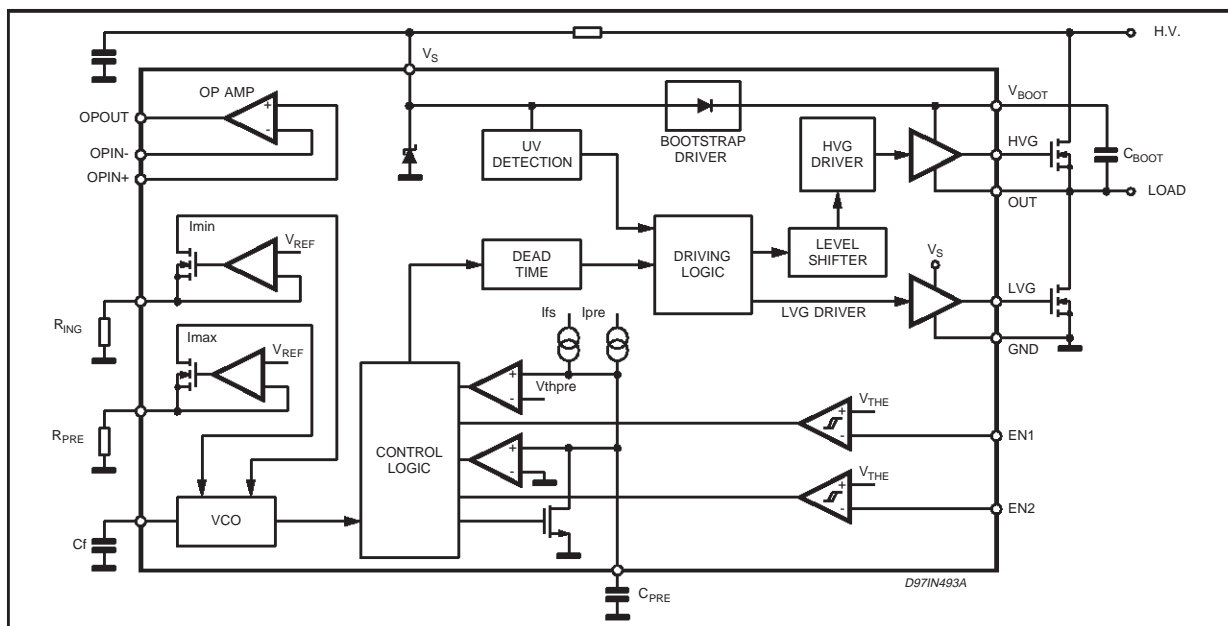 H.V.
VS
OP AMP
OPOUT
OPIN-
OPIN+
+
-
UV
DETECTION
BOOTSTRAP
DRIVER
HVG
DRIVER
VBOOT
HVG
CBOOT
OUT
LOAD
Imin
VREF
RING
DEAD
TIME
DRIVING
LOGIC
LEVEL
SHIFTER
VS
LVG
LVG DRIVER
GND
Imax
VREF
RPRE
Ifs
Ipre
+
-
Vthpre
CONTROL
LOGIC
+
-
VTHE
+
-
EN1
VTHE
+
-
EN2
VCO
Cf
CPRE
D97IN493A